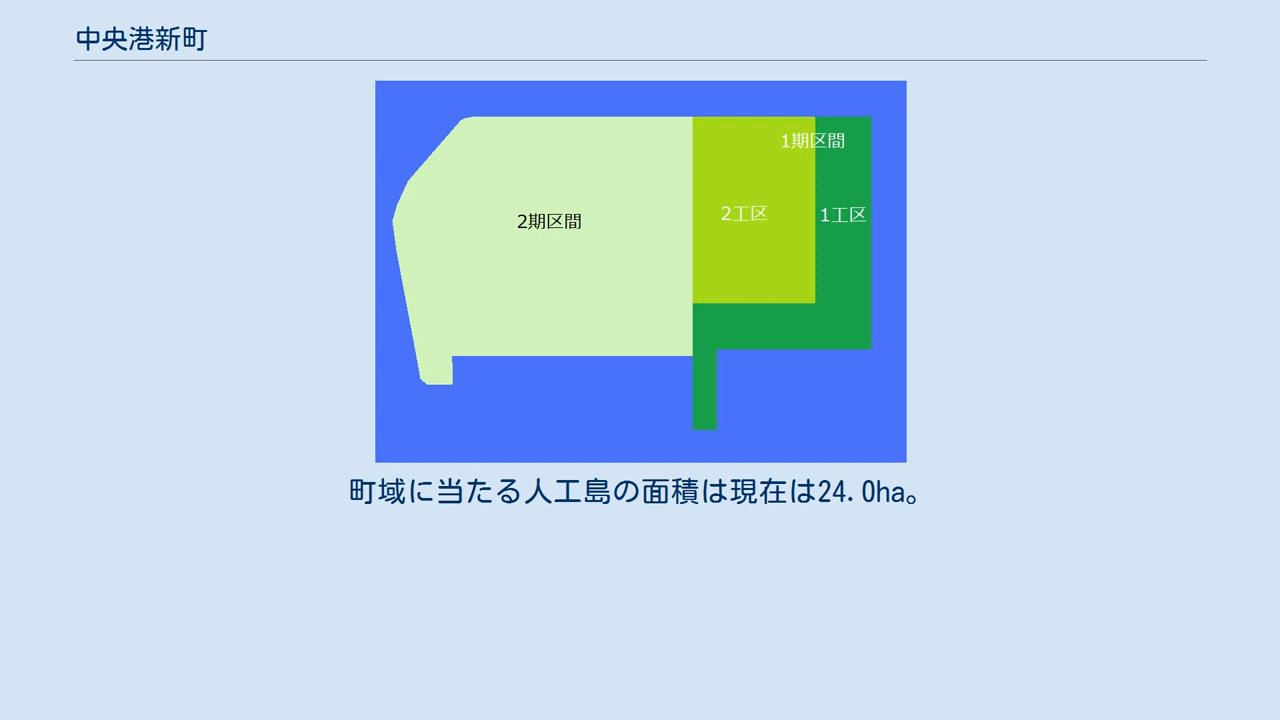 中央港新町
1期区間
2工区
1工区
2期区間
町域に当たる人工島の面積は現在は24.0ha。